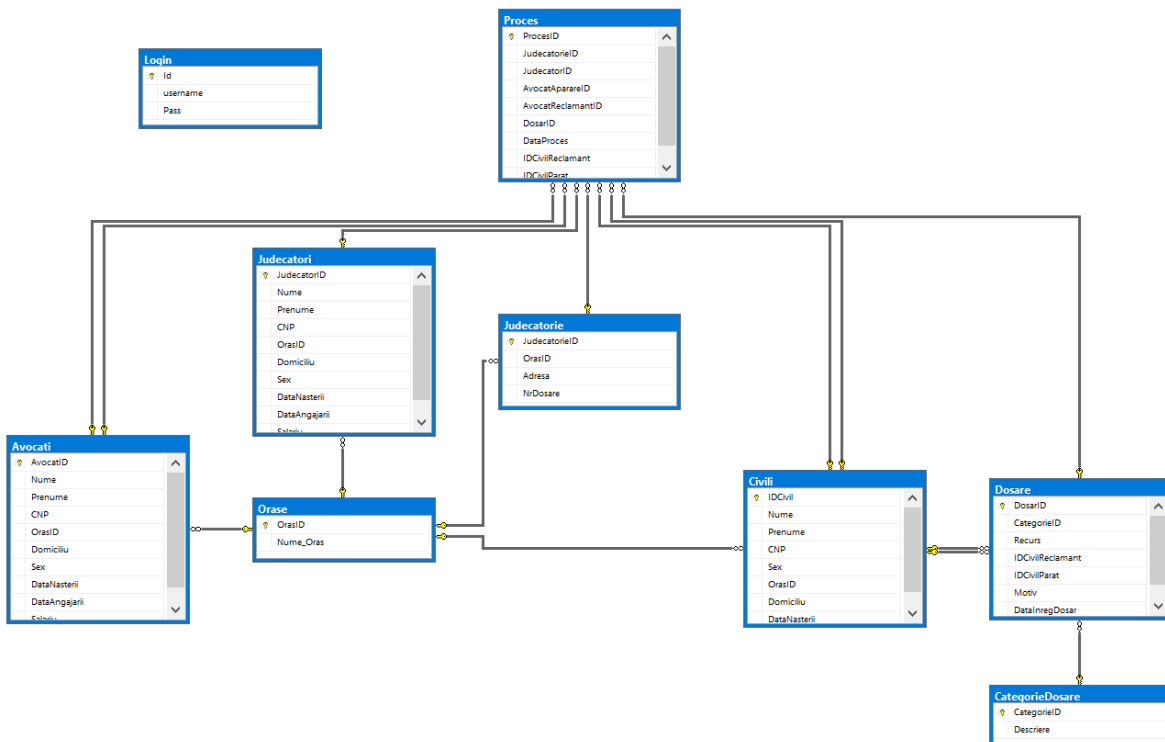 Proces
ProcesID
JudecatorieID
JudecatorID
AvocatAparareID
AvocatReclamantID
DosarID
DataProces
IDCivilReclamant
IDCivilParat
Login
Id
username
Pass
Judecatori
JudecatorID
Nume
Prenume
CNP
OrasID
Domiciliu
Sex
DataNasterii
DataAngajarii
Salariu
Judecatorie
JudecatorieID
OrasID
Adresa
NrDosare
Avocati
AvocatID
Nume
Prenume
CNP
OrasID
Domiciliu
Sex
DataNasterii
DataAngajarii
Salariu
Orase
OrasID
Nume_Oras
Civili
IDCivil
Nume
Prenume
CNP
Sex
OrasID
Domiciliu
DataNasterii
Dosare
DosarID
CategorieID
Recurs
IDCivilReclamant
IDCivilParat
Motiv
DataInregDosar
CategorieDosare
CategorieID
Descriere